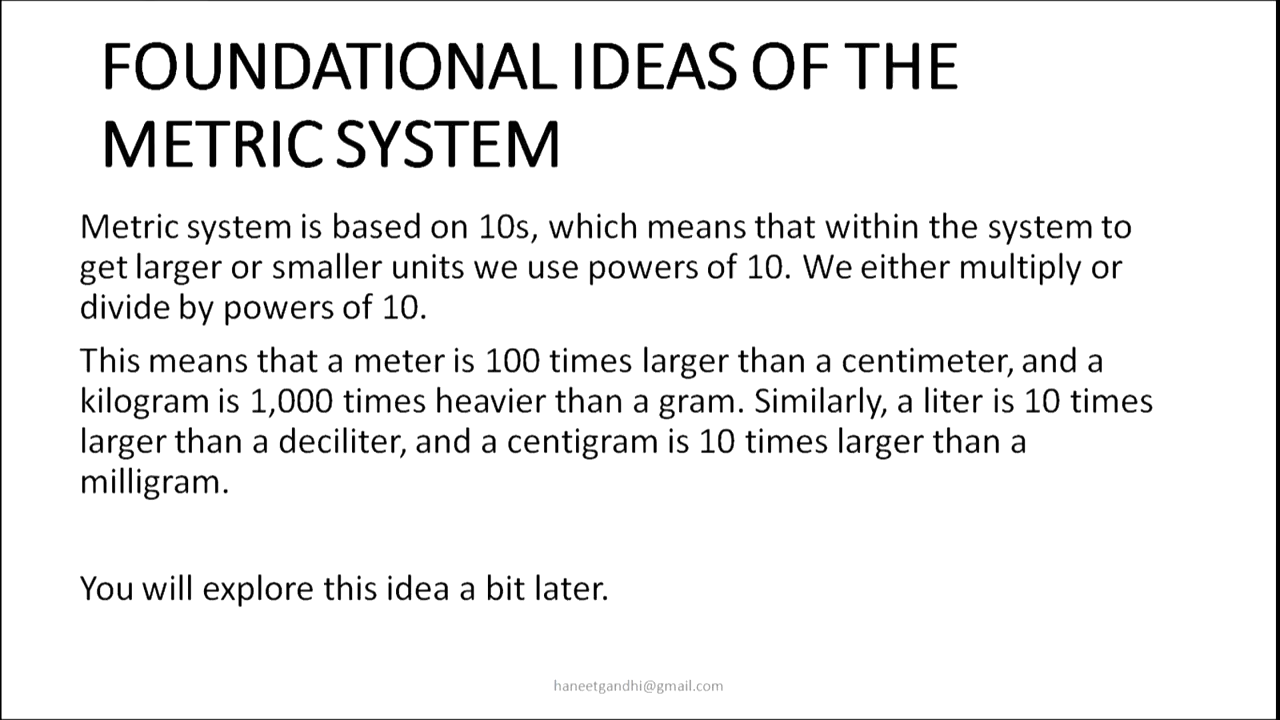 FOUNDATIONAL IDEAS OF THE
METRIC SYSTEM
Metric system is based on 10s, which means that within the system to
get larger or smaller units we use powers of 10. We either multiply or
divide by powers of 10.
This means that a meter is 100 times larger than a centimeter, and a
kilogram is 1,000 times heavier than a gram. Similarly, a liter is 10 times
larger than a deciliter, and a centigram is 10 times larger than a
milligram.
You will explore this idea a bit later.
haneetgandhi@gmail.com